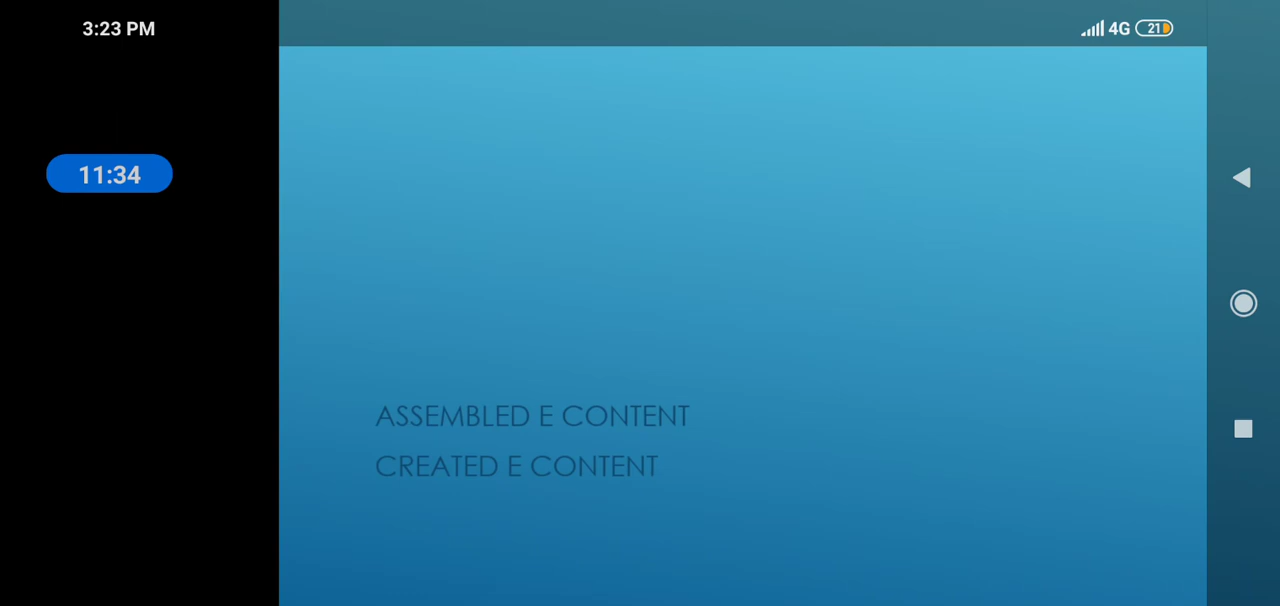 3:23 PM
4G 21
11:34
ASSEMBLED E CONTENT
CREATED E CONTENT